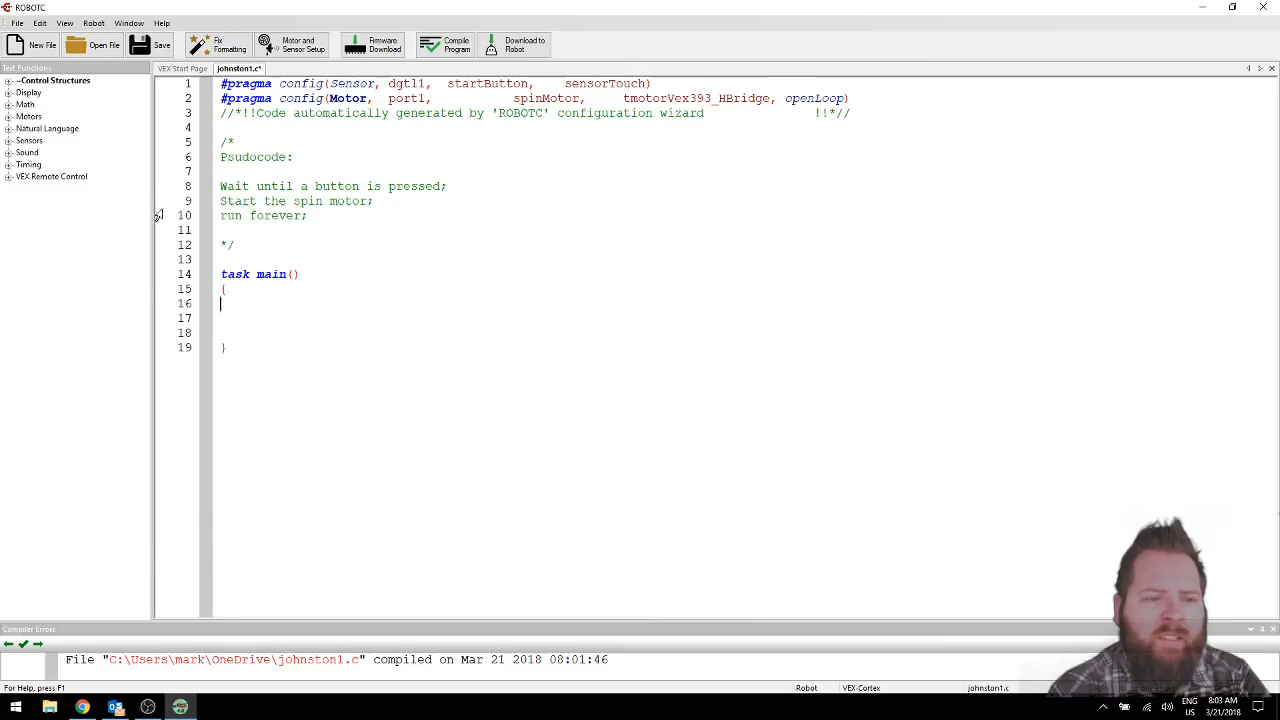 ROBOTC
File Edit View Robot Window Help
New File Open File Save Fix Formatting Motor and Sensor Setup Firmware Download Compile Program Download to Robot
Text Functions
VEX Start Page johnston1.c*
~Control Structures
Display
Math
Motors
Natural Language
Sensors
Sound
Timing
VEX Remote Control
1 #pragma config(Sensor, dgtl1, startButton, sensorTouch)
2 #pragma config(Motor, port1, spinMotor, tmotorVex393_HBridge, openLoop)
3 //*!!Code automatically generated by 'ROBOTC' configuration wizard !!*//
4
5 /*
6 Psudocode:
7
8 Wait until a button is pressed;
9 Start the spin motor;
10 run forever;
11
12 */
13
14 task main()
15 {
16
17
18
19 }
Compiler Errors
File "C:\Users\mark\OneDrive\johnston1.c" compiled on Mar 21 2018 08:01:46
For Help, press F1 Robot VEX-Cortex johnston1.c
ENG 8:03 AM
US 3/21/2018